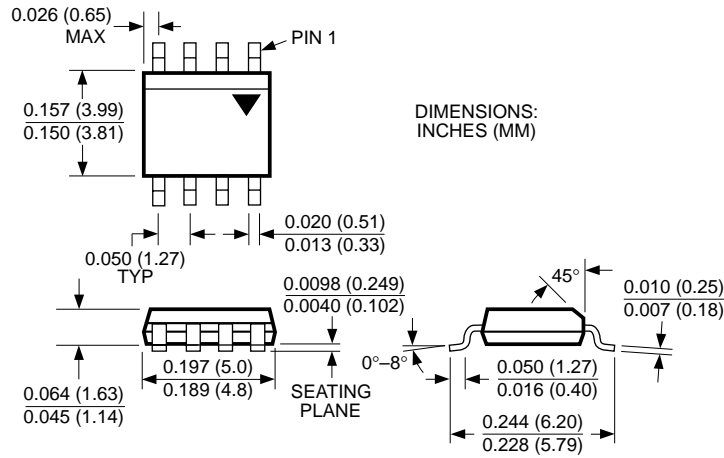 0.026 (0.65)
MAX
PIN 1
0.157 (3.99)
0.150 (3.81)
DIMENSIONS:
INCHES (MM)
0.020 (0.51)
0.013 (0.33)
0.050 (1.27)
TYP
0.0098 (0.249)
0.0040 (0.102)
45°
0.010 (0.25)
0.007 (0.18)
0°–8°
0.064 (1.63)
0.045 (1.14)
0.197 (5.0)
0.189 (4.8)
SEATING
PLANE
0.050 (1.27)
0.016 (0.40)
0.244 (6.20)
0.228 (5.79)